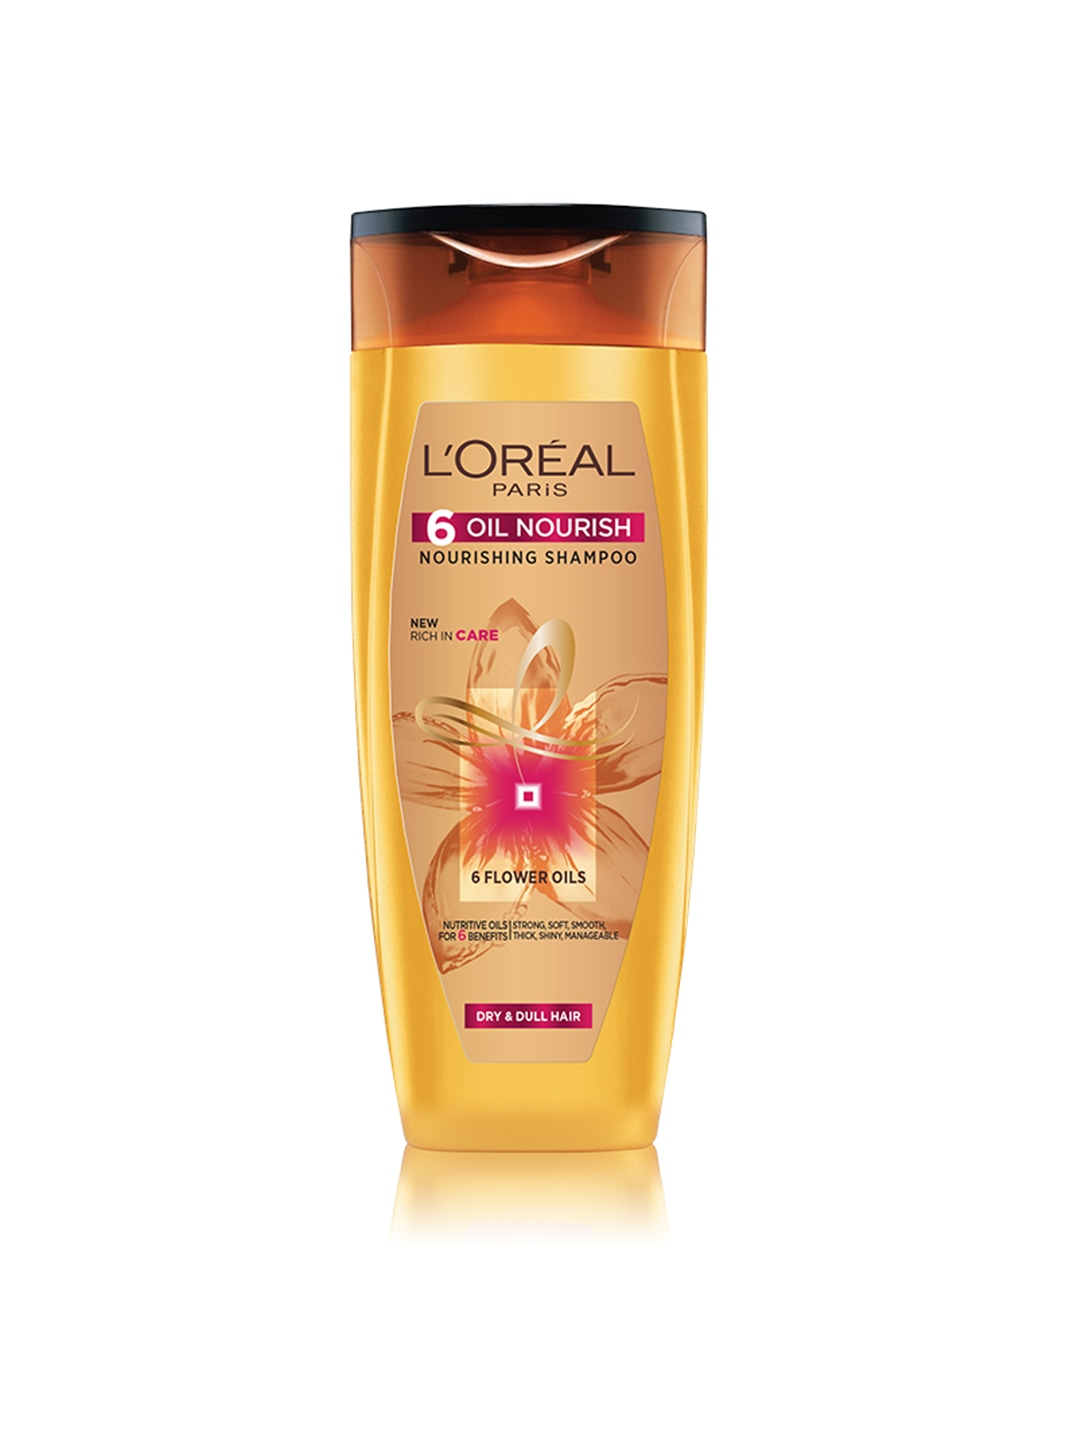 L'ORÉAL
PARiS
6 OIL NOURISH
NOURISHING SHAMPOO
NEW
RICH IN CARE
6 FLOWER OILS
NUTRITIVE OILS | STRONG, SOFT, SMOOTH,
FOR 6 BENEFITS | THICK, SHINY, MANAGEABLE
DRY & DULL HAIR